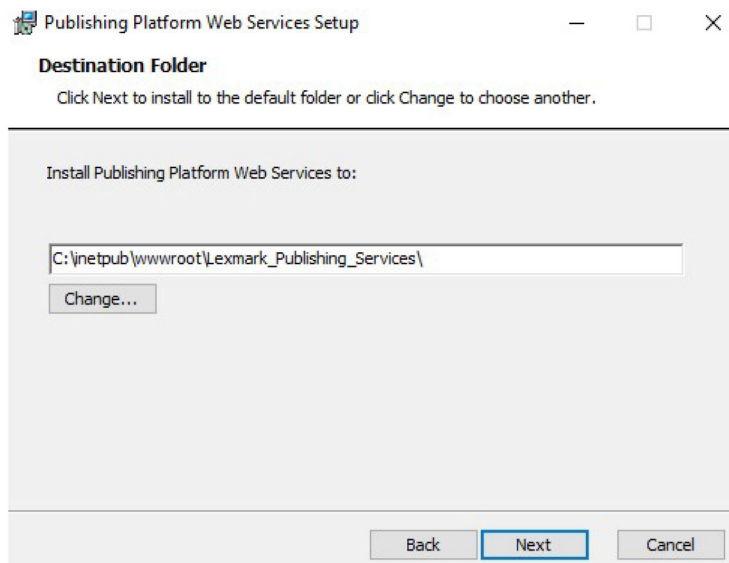 Publishing Platform Web Services Setup
Destination Folder
Click Next to install to the default folder or click Change to choose another.
Install Publishing Platform Web Services to:
C:\inetpub\wwwroot\Lexmark_Publishing_Services\
Change...
Back Next Cancel